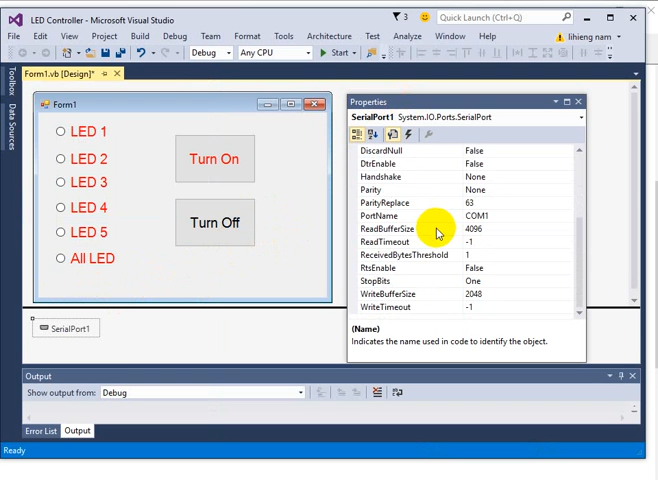 LED Controller - Microsoft Visual Studio
3
Quick Launch (Ctrl+Q)
File Edit View Project Build Debug Team Format Tools Architecture Test Analyze Window Help lihieng nam
Debug Any CPU Start
Toolbox
Data Sources
Form1.vb [Design]*
Form1
LED 1
LED 2
LED 3
LED 4
LED 5
All LED
Turn On
Turn Off
SerialPort1
Properties
SerialPort1 System.IO.Ports.SerialPort
DiscardNull False
DtrEnable False
Handshake None
Parity None
ParityReplace 63
PortName COM1
ReadBufferSize 4096
ReadTimeout -1
ReceivedBytesThreshold 1
RtsEnable False
StopBits One
WriteBufferSize 2048
WriteTimeout -1
(Name)
Indicates the name used in code to identify the object.
Output
Show output from: Debug
Error List Output
Ready